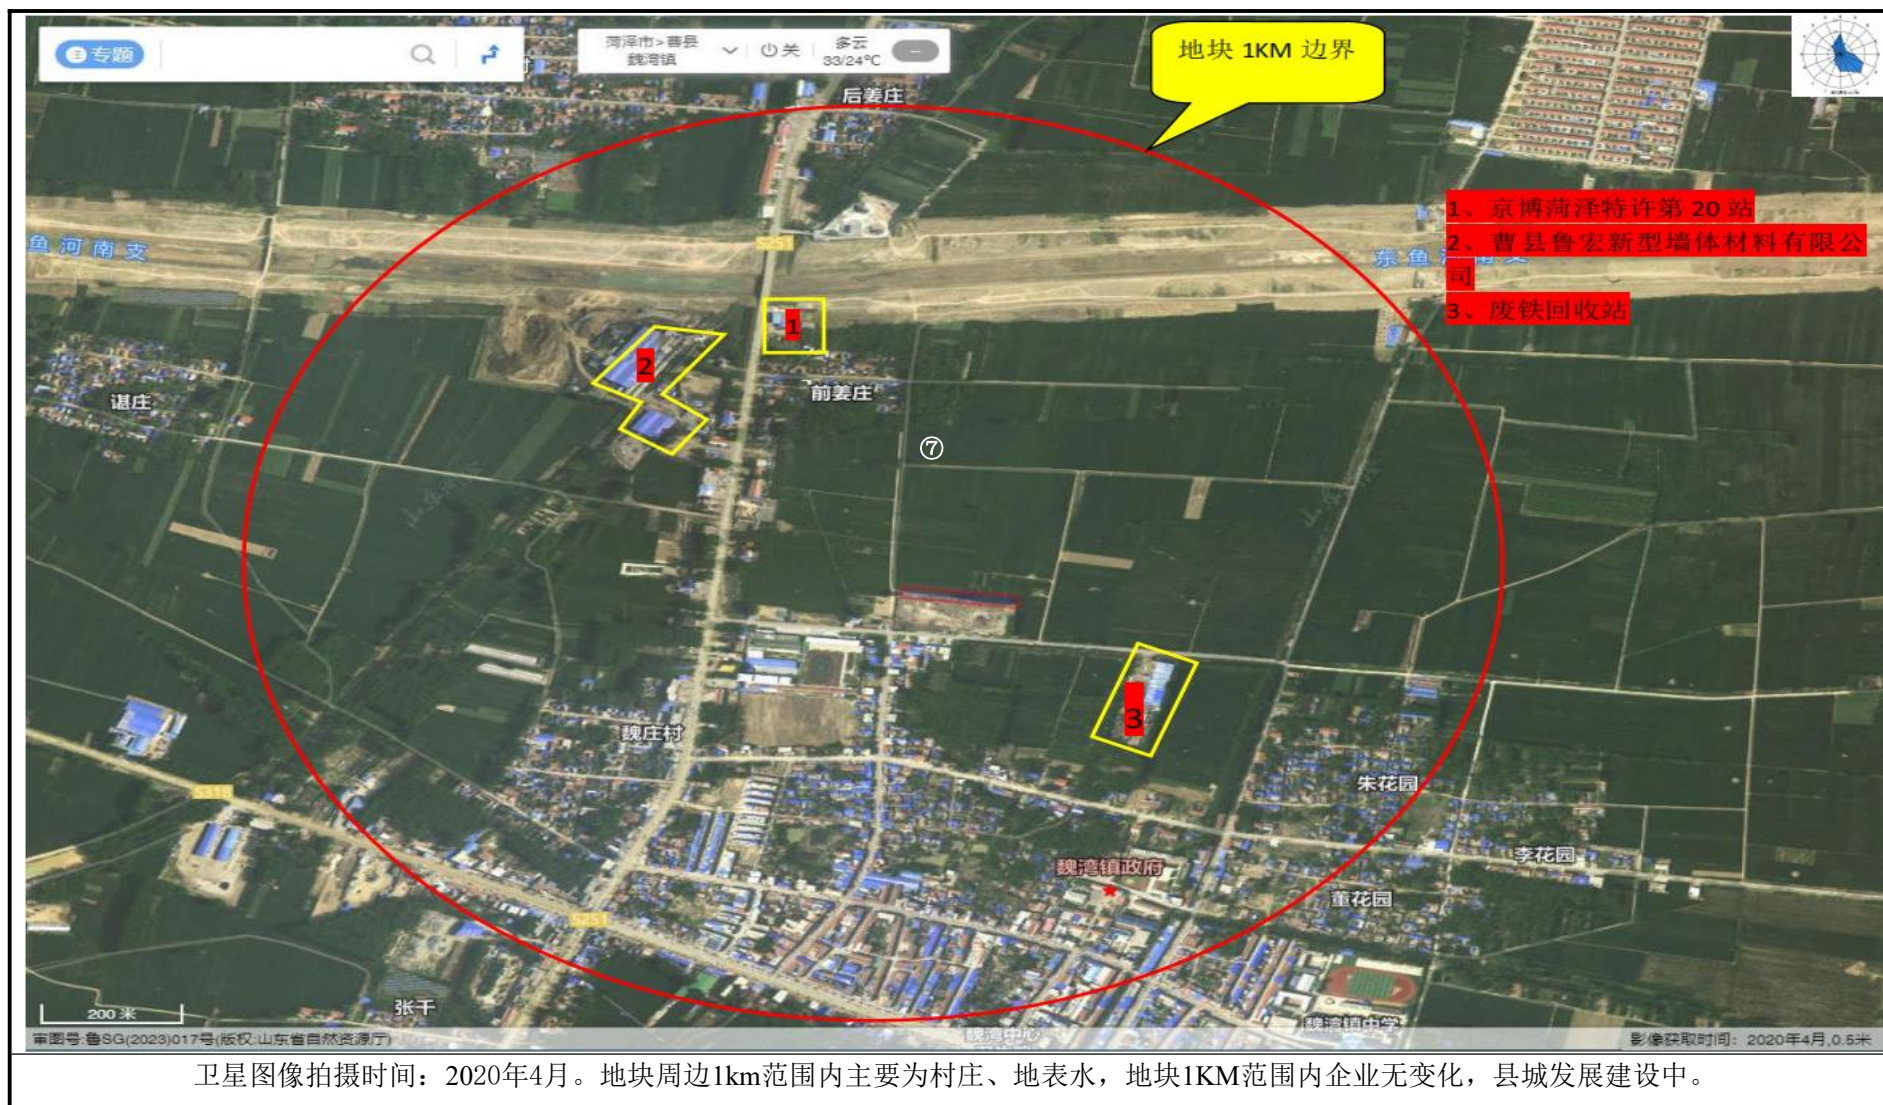 专题
菏泽市>曹县
魏湾镇
关
多云
33/24℃
地块 1KM 边界
后姜庄
S251
鱼河南支
1、京博菏泽特许第 20 站
2、曹县鲁宏新型墙体材料有限公
司
3、废铁回收站
东鱼
1
2
谌庄
前姜庄
⑦
3
魏庄村
朱花园
S316
李花园
魏湾镇政府
董花园
S251
张干
200 米
魏湾中心
魏湾镇中学
审图号:鲁SG(2023)017号(版权:山东省自然资源厅)
影像获取时间：2020年4月,0.5米
卫星图像拍摄时间：2020年4月。地块周边1km范围内主要为村庄、地表水，地块1KM范围内企业无变化，县城发展建设中。